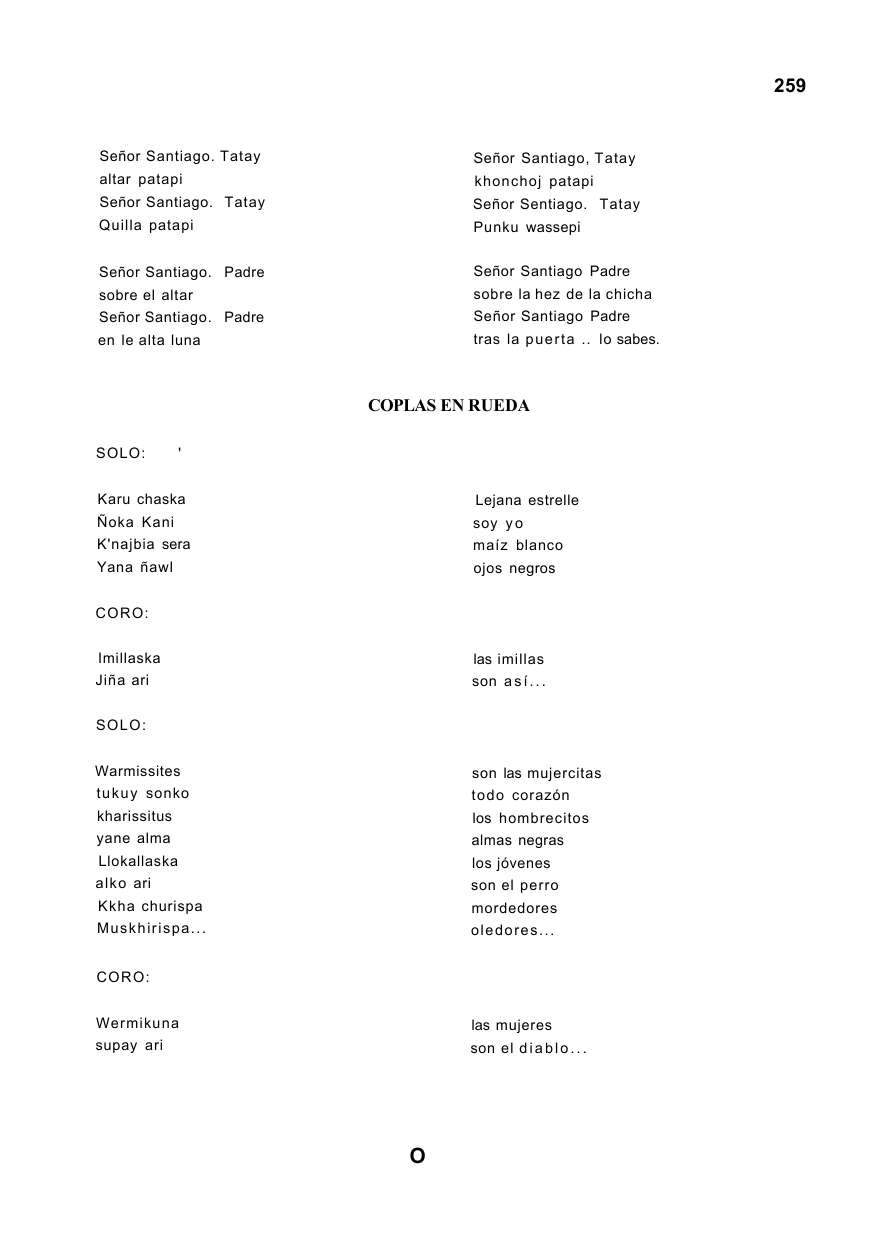 259
Señor Santiago. Tatay
altar patapi
Señor Santiago. Tatay
Quilla patapi
Señor Santiago, Tatay
khonchoj patapi
Señor Sentiago. Tatay
Punku wassepi
Señor Santiago. Padre
sobre el altar
Señor Santiago. Padre
en le alta luna
Señor Santiago Padre
sobre la hez de la chicha
Señor Santiago Padre
tras la puerta .. lo sabes.
COPLAS EN RUEDA
SOLO: '
Karu chaska
Ñoka Kani
K'najbia sera
Yana ñawl
Lejana estrelle
soy yo
maíz blanco
ojos negros
CORO:
Imillaska
Jiña ari
las imillas
son así...
SOLO:
Warmissites
tukuy sonko
kharissitus
yane alma
Llokallaska
alko ari
Kkha churispa
Muskhirispa...
son las mujercitas
todo corazón
los hombrecitos
almas negras
los jóvenes
son el perro
mordedores
oledores...
CORO:
Wermikuna
supay ari
las mujeres
son el diablo...
O